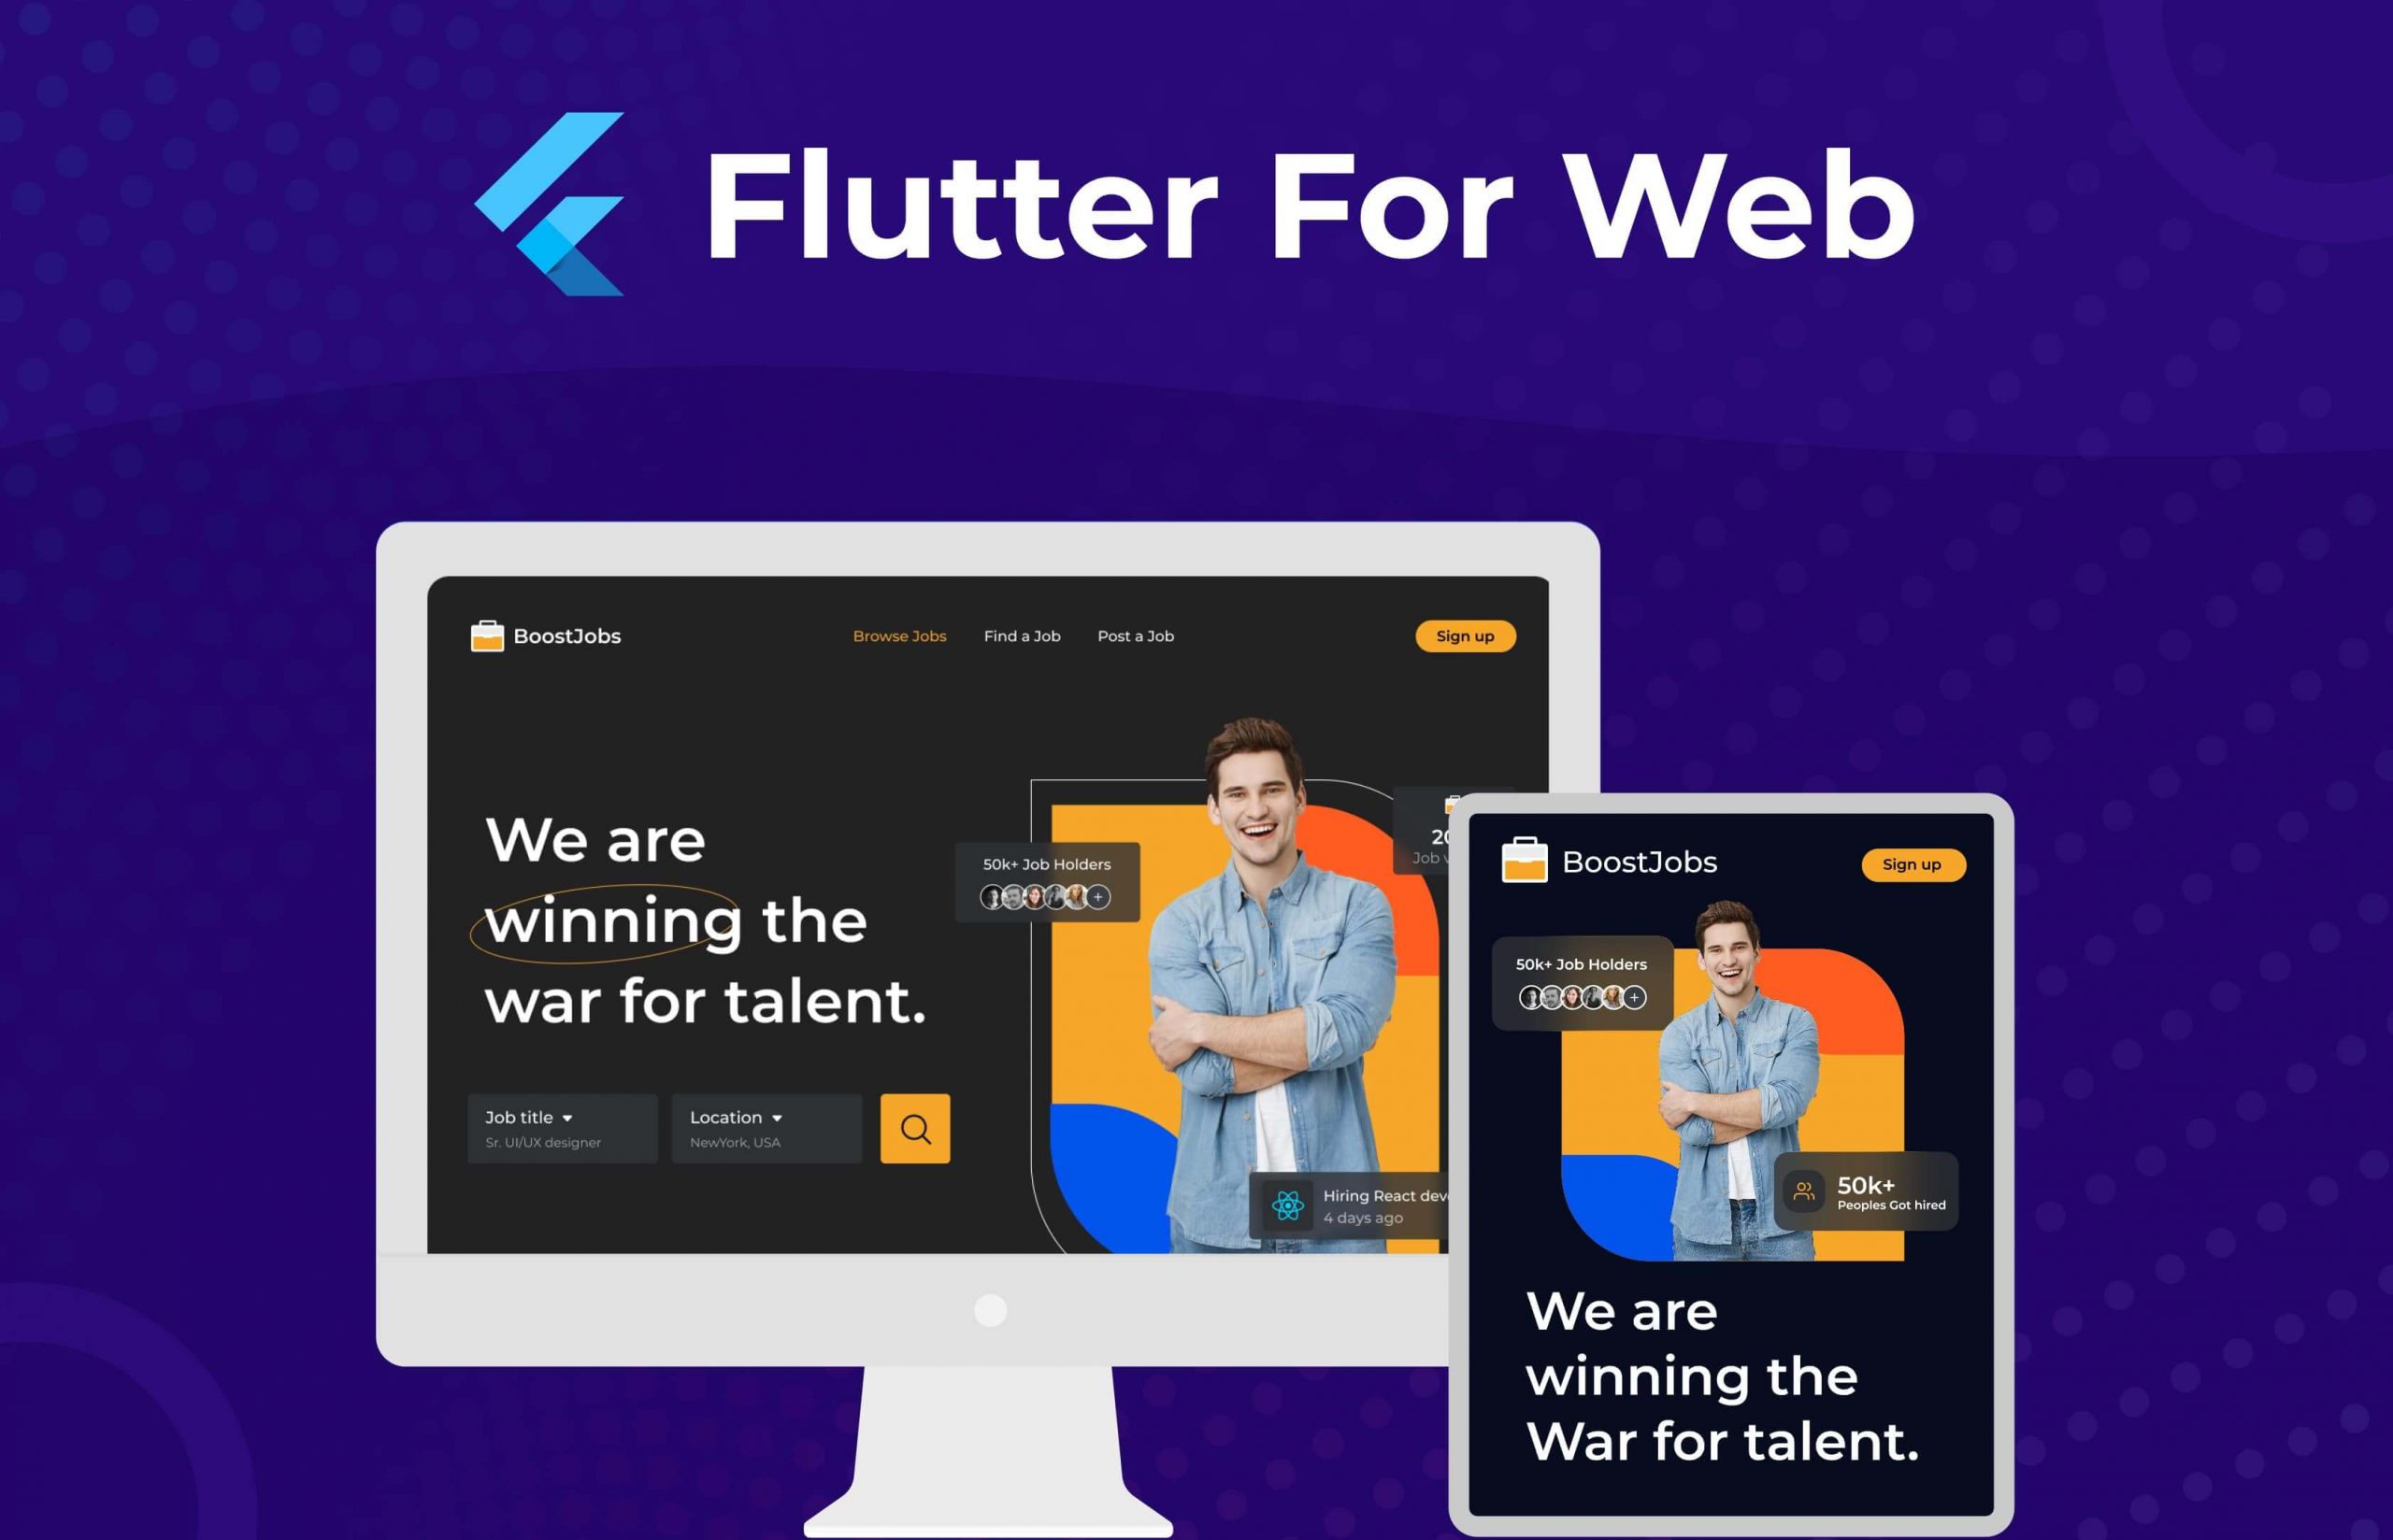 Flutter For Web
BoostJobs
Browse Jobs
Find a Job
Post a Job
Sign up
We are
winning the
war for talent.
50k+ Job Holders
+
20
Job
Job title
Sr. UI/UX designer
Location
NewYork, USA
Hiring React dev
4 days ago
BoostJobs
Sign up
50k+ Job Holders
+
50k+
Peoples Got hired
We are
winning the
War for talent.